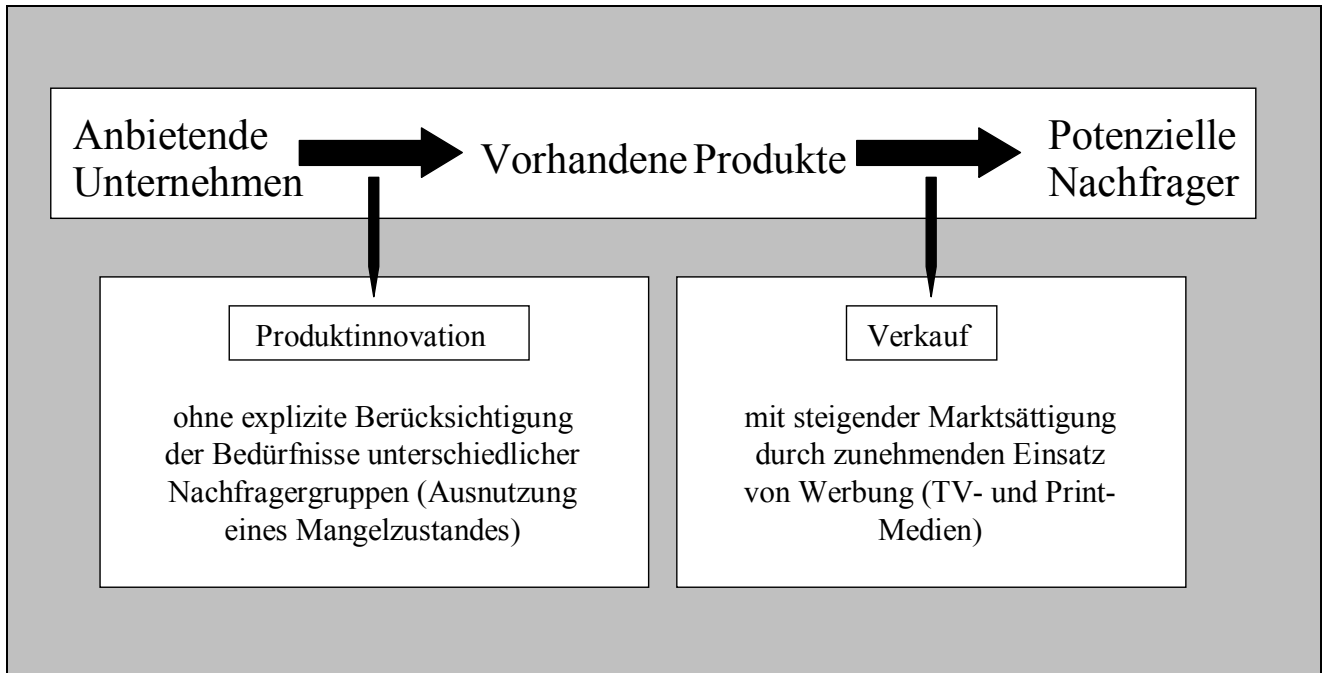 Anbietende
Unternehmen
Vorhandene Produkte
Potenzielle
Nachfrager
Produktinnovation
ohne explizite Berücksichtigung
der Bedürfnisse unterschiedlicher
Nachfragergruppen (Ausnutzung
eines Mangelzustandes)
Verkauf
mit steigender Marktsättigung
durch zunehmenden Einsatz
von Werbung (TV- und Print-
Medien)